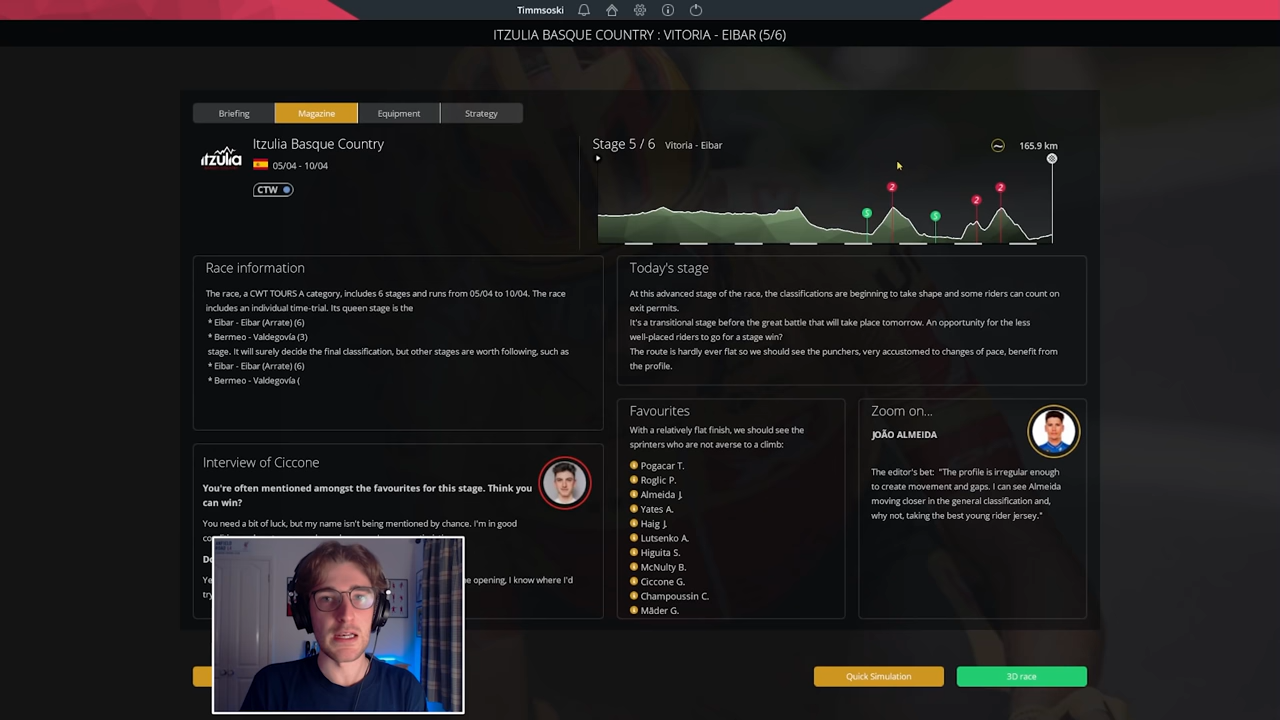 Timmsoski
ITZULIA BASQUE COUNTRY : VITORIA - EIBAR (5/6)
Briefing
Magazine
Equipment
Strategy
itzulia
Itzulia Basque Country
05/04 - 10/04
CTW
Stage 5 / 6 Vitoria - Eibar
165.9 km
2
2
2
S
S
Race information
The race, a CWT TOURS A category, includes 6 stages and runs from 05/04 to 10/04. The race
includes an individual time-trial. Its queen stage is the
* Eibar - Eibar (Arrate) (6)
* Bermeo - Valdegovía (3)
stage. It will surely decide the final classification, but other stages are worth following, such as
* Eibar - Eibar (Arrate) (6)
* Bermeo - Valdegovía (
Today's stage
At this advanced stage of the race, the classifications are beginning to take shape and some riders can count on
exit permits.
It's a transitional stage before the great battle that will take place tomorrow. An opportunity for the less
well-placed riders to go for a stage win?
The route is hardly ever flat so we should see the punchers, very accustomed to changes of pace, benefit from
the profile.
Interview of Ciccone
You're often mentioned amongst the favourites for this stage. Think you
can win?
You need a bit of luck, but my name isn't being mentioned by chance. I'm in good
Do
Ye
e opening, I know where I'd
try
Favourites
With a relatively flat finish, we should see the
sprinters who are not averse to a climb:
Pogacar T.
Roglic P.
Almeida J.
Yates A.
Haig J.
Lutsenko A.
Higuita S.
McNulty B.
Ciccone G.
Champoussin C.
Mäder G.
Zoom on...
JOÃO ALMEIDA
The editor's bet: "The profile is irregular enough
to create movement and gaps. I can see Almeida
moving closer in the general classification and,
why not, taking the best young rider jersey."
Quick Simulation
3D race